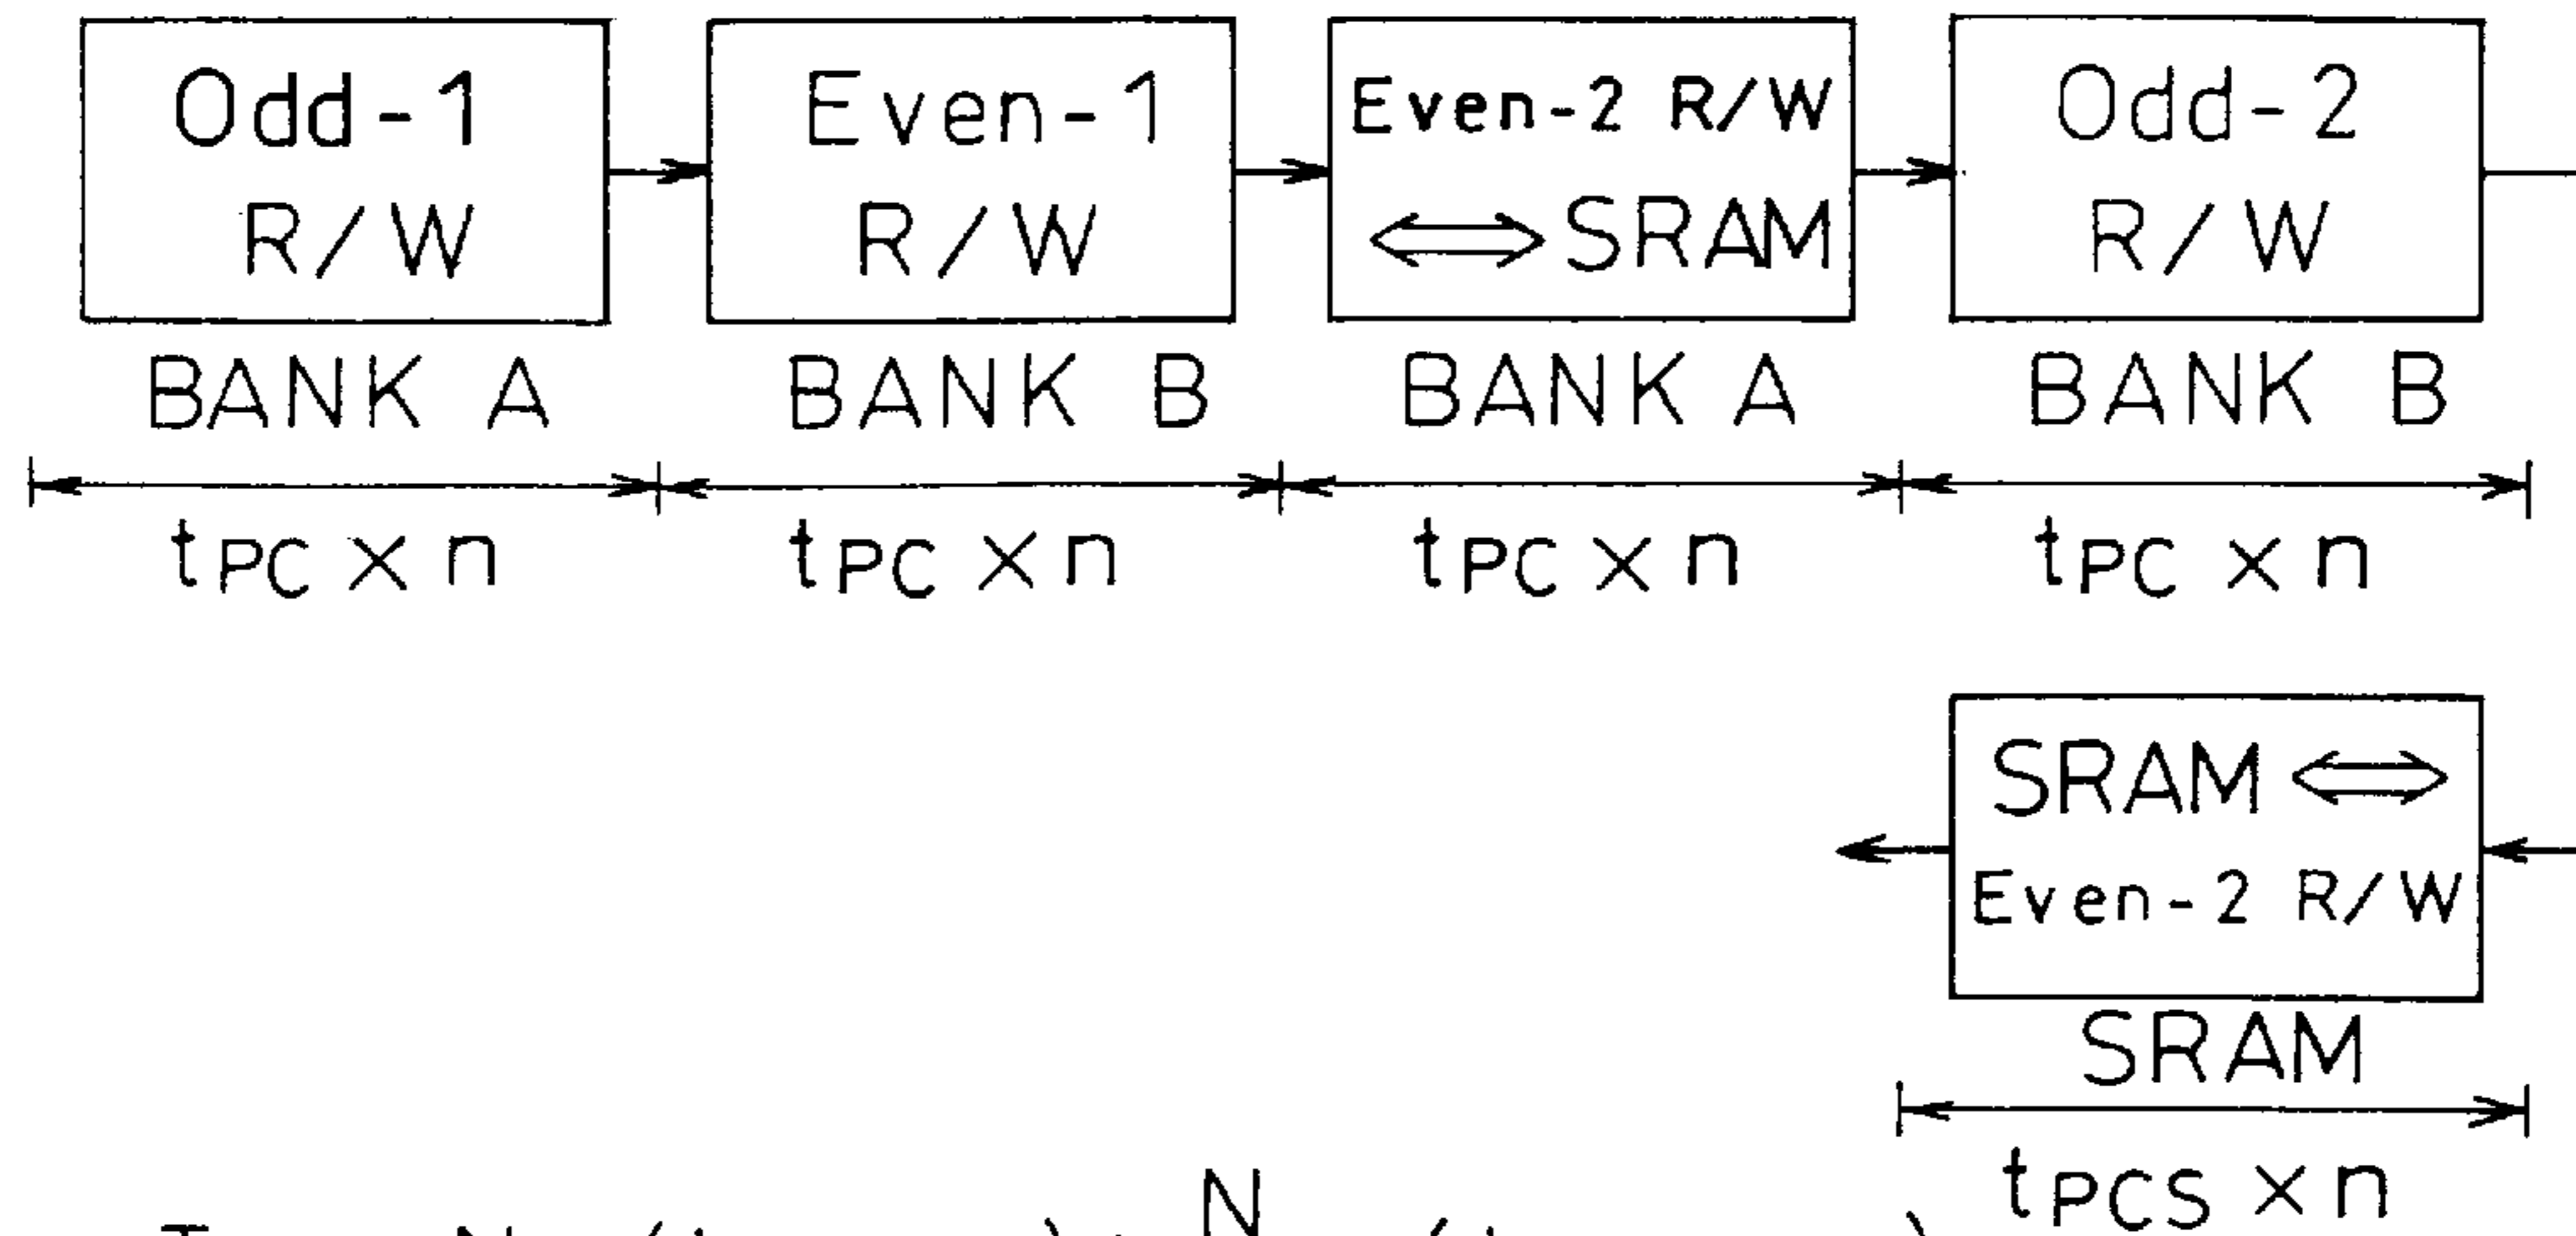 Odd-1
R/W
Even-1
R/W
Even-2 R/W
⟺ SRAM
Odd-2
R/W
BANK A
BANK B
BANK A
BANK B
tPC × n
tPC × n
tPC × n
tPC × n
SRAM ⟺
Even-2 R/W
SRAM
tPCS × n
N